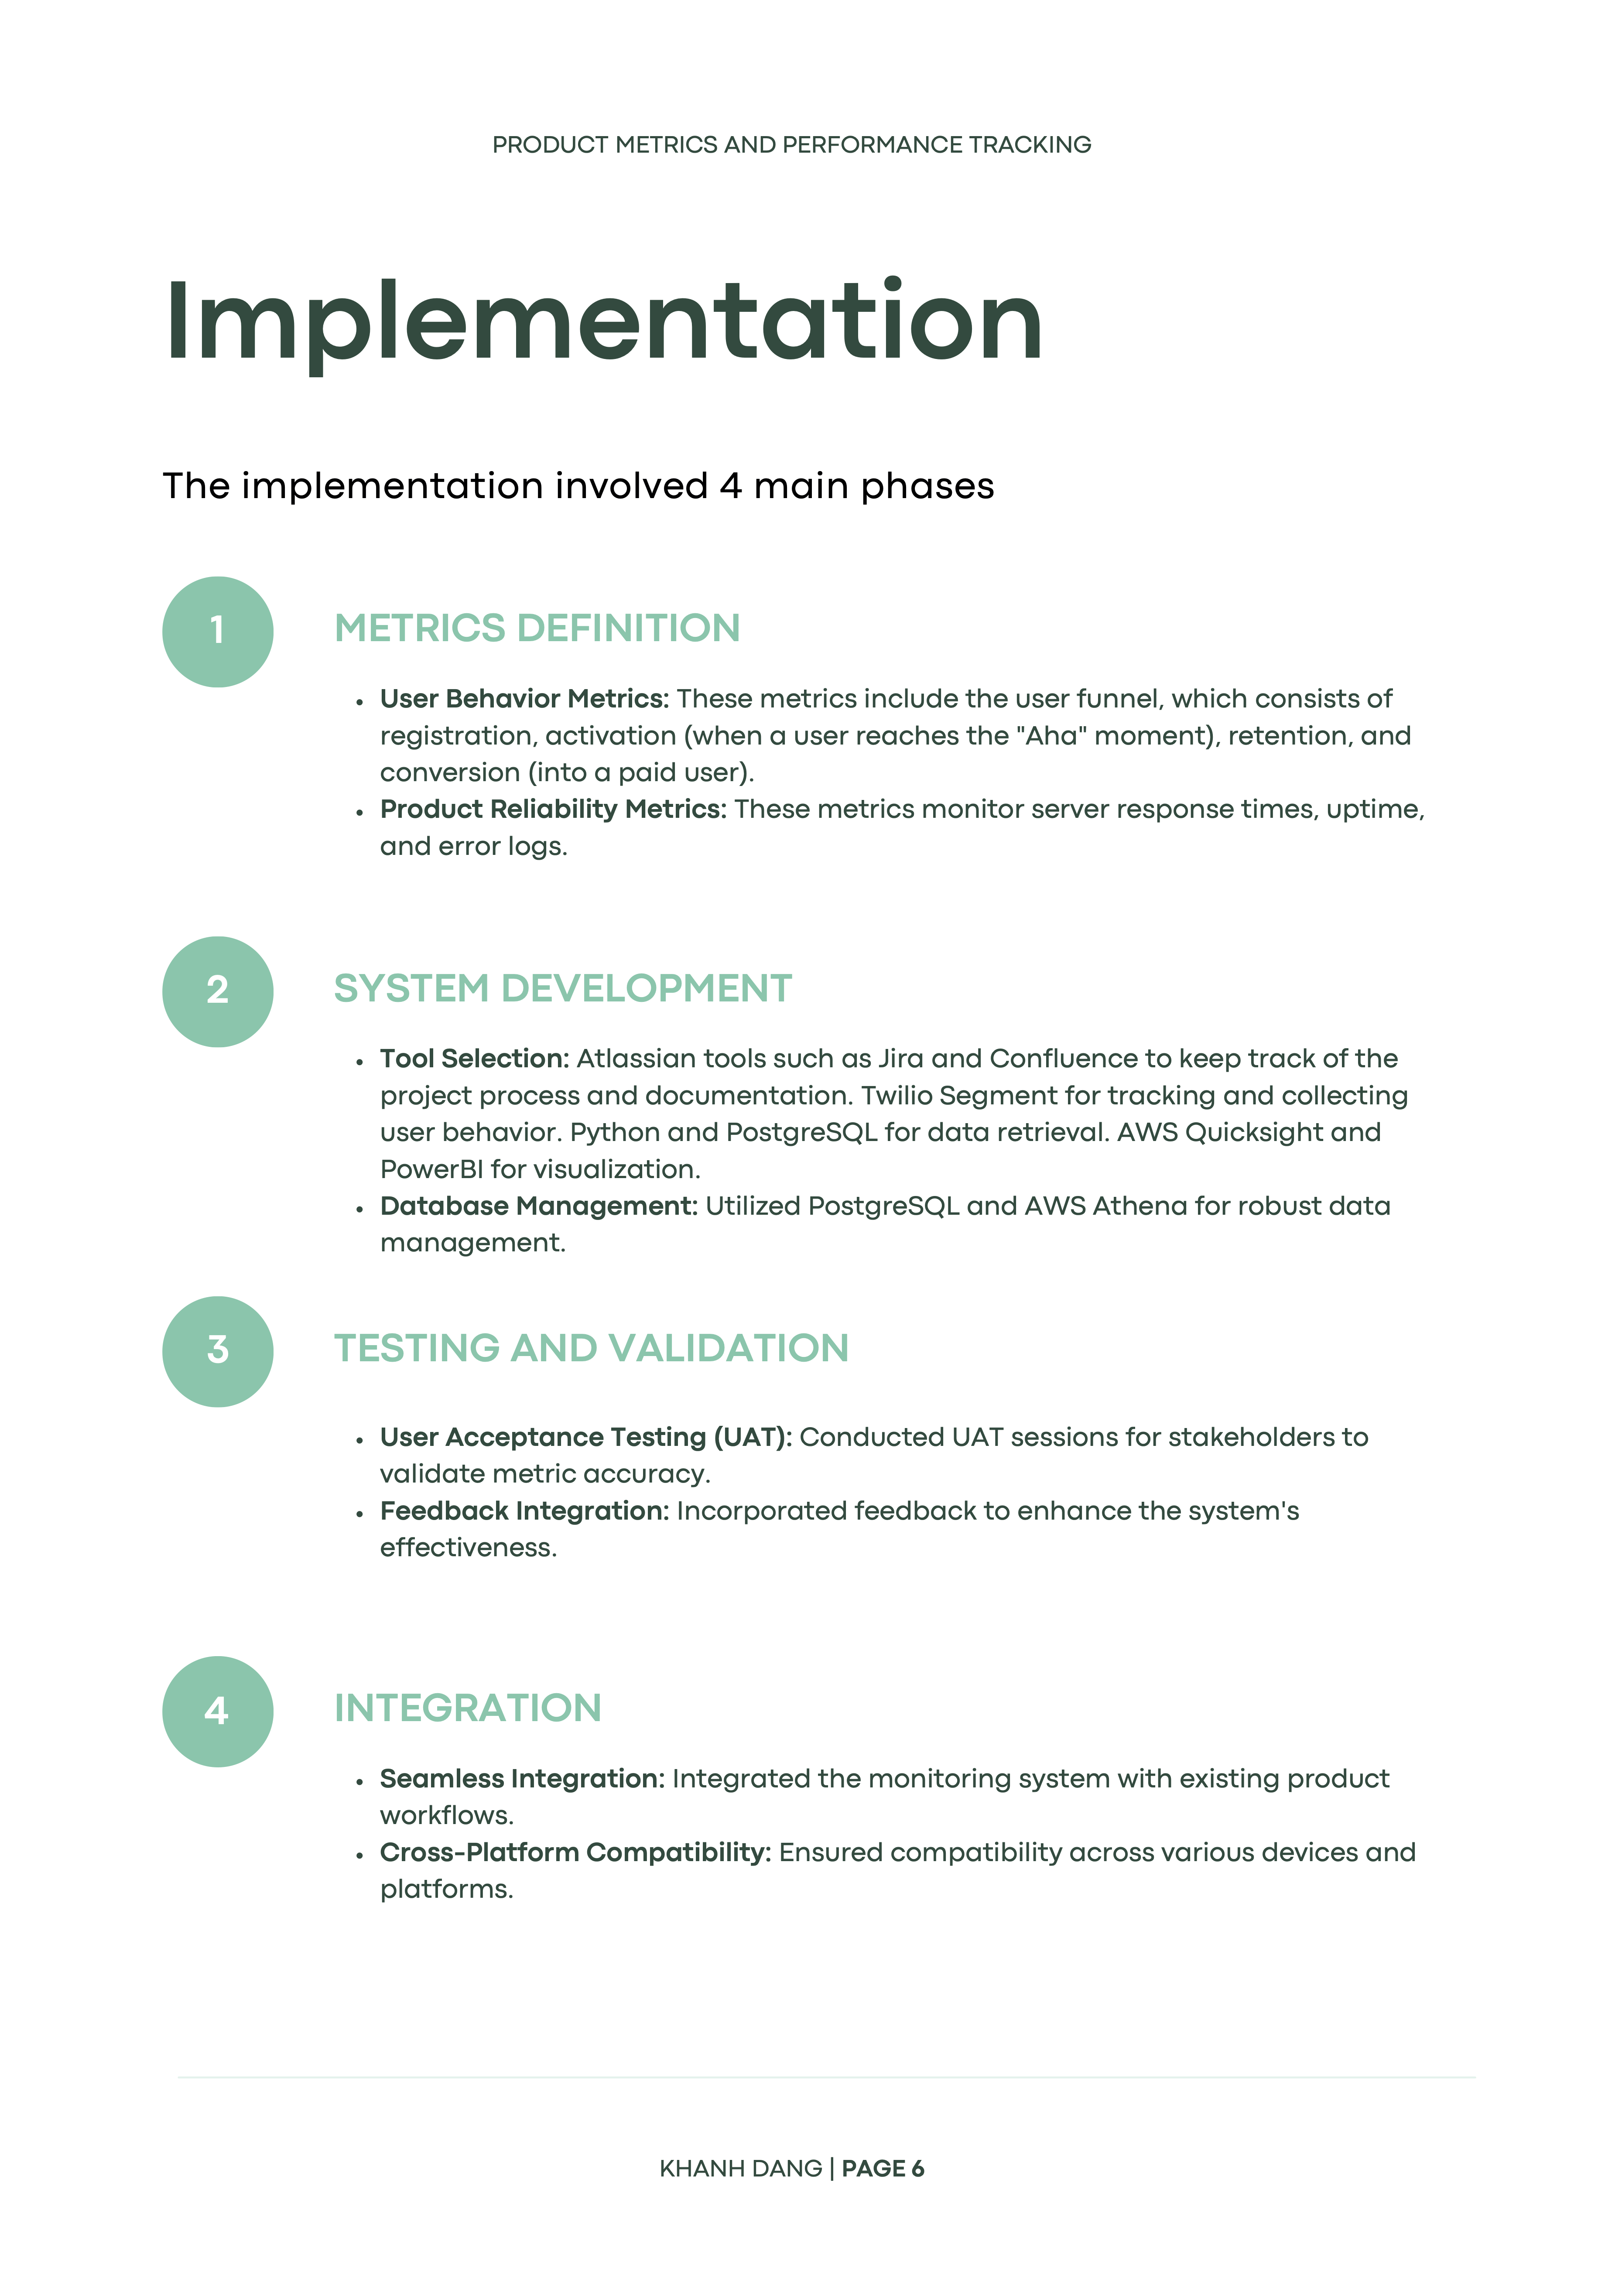 PRODUCT METRICS AND PERFORMANCE TRACKING
Implementation
The implementation involved 4 main phases
1
METRICS DEFINITION
• User Behavior Metrics: These metrics include the user funnel, which consists of
registration, activation (when a user reaches the "Aha" moment), retention, and
conversion (into a paid user).
• Product Reliability Metrics: These metrics monitor server response times, uptime,
and error logs.
2
SYSTEM DEVELOPMENT
• Tool Selection: Atlassian tools such as Jira and Confluence to keep track of the
project process and documentation. Twilio Segment for tracking and collecting
user behavior. Python and PostgreSQL for data retrieval. AWS Quicksight and
PowerBI for visualization.
• Database Management: Utilized PostgreSQL and AWS Athena for robust data
management.
3
TESTING AND VALIDATION
• User Acceptance Testing (UAT): Conducted UAT sessions for stakeholders to
validate metric accuracy.
• Feedback Integration: Incorporated feedback to enhance the system's
effectiveness.
4
INTEGRATION
• Seamless Integration: Integrated the monitoring system with existing product
workflows.
• Cross-Platform Compatibility: Ensured compatibility across various devices and
platforms.
KHANH DANG | PAGE 6